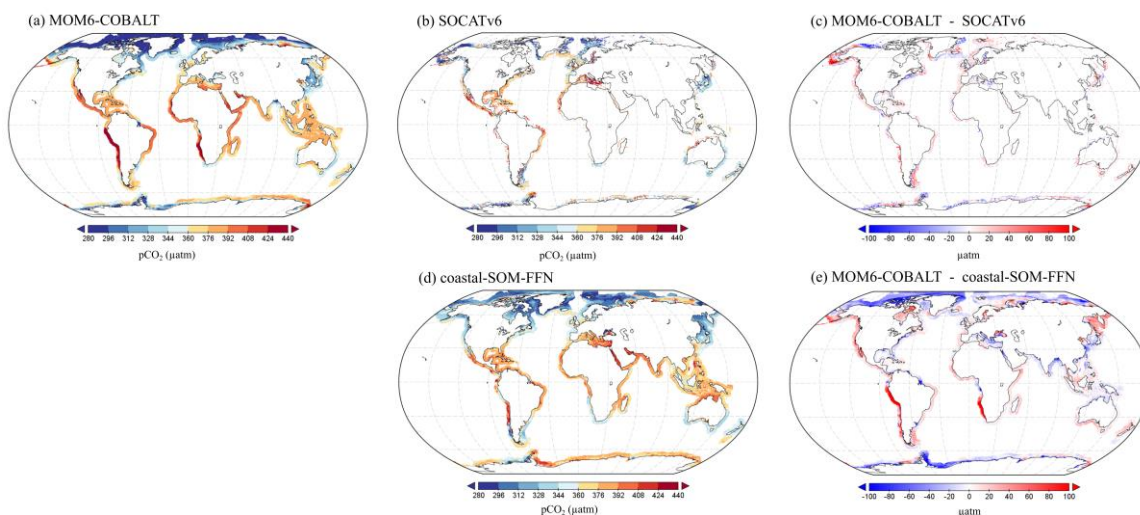 (a) MOM6-COBALT
(b) SOCATv6
(c) MOM6-COBALT - SOCATv6
280 296 312 328 344 360 376 392 408 424 440
pCO₂ (µatm)
280 296 312 328 344 360 376 392 408 424 440
pCO₂ (µatm)
-100 -80 -60 -40 -20 0 20 40 60 80 100
µatm
(d) coastal-SOM-FFN
(e) MOM6-COBALT - coastal-SOM-FFN
280 296 312 328 344 360 376 392 408 424 440
pCO₂ (µatm)
-100 -80 -60 -40 -20 0 20 40 60 80 100
µatm